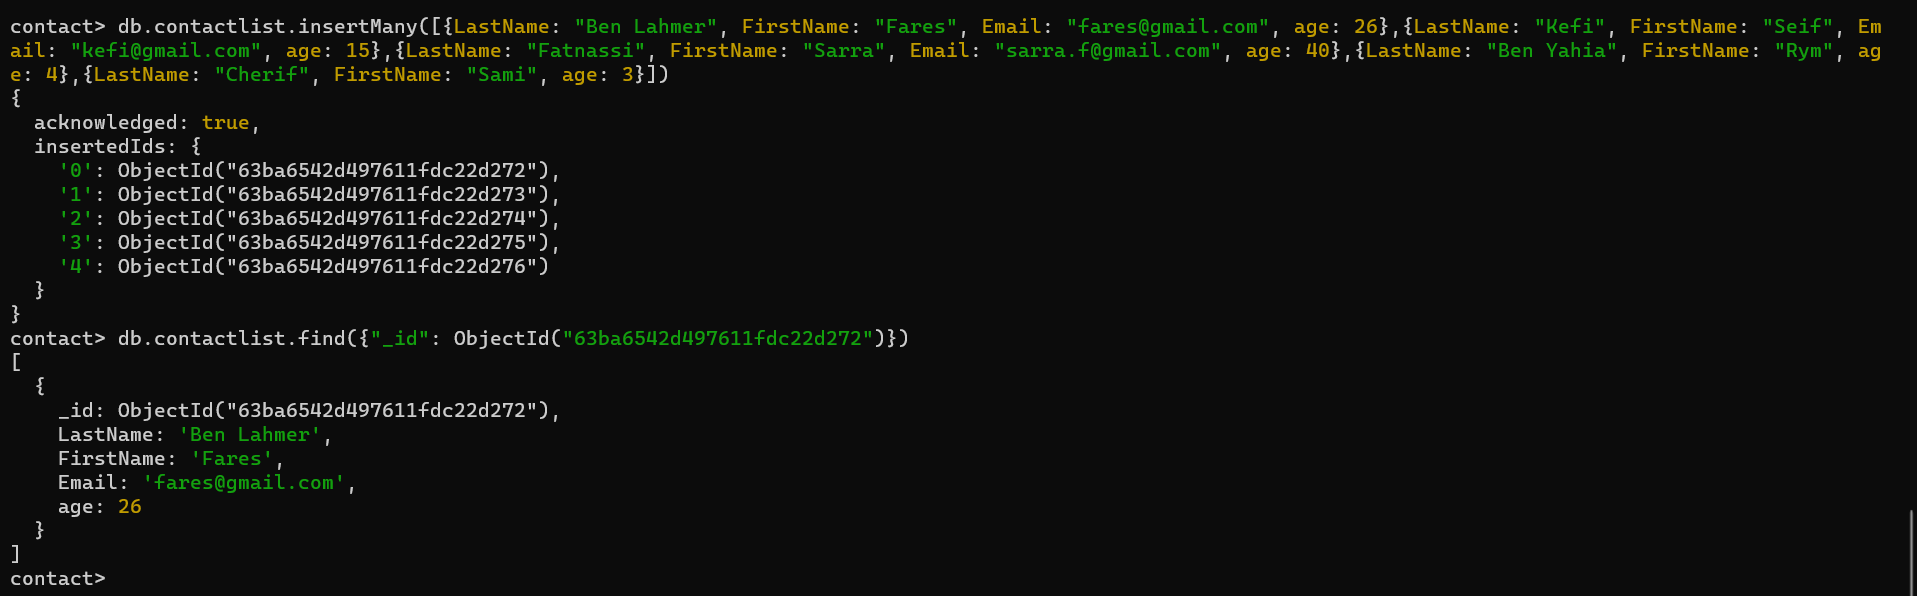 contact> db.contactlist.insertMany([{LastName: "Ben Lahmer", FirstName: "Fares", Email: "fares@gmail.com", age: 26},{LastName: "Kefi", FirstName: "Seif", Em
ail: "kefi@gmail.com", age: 15},{LastName: "Fatnassi", FirstName: "Sarra", Email: "sarra.f@gmail.com", age: 40},{LastName: "Ben Yahia", FirstName: "Rym", ag
e: 4},{LastName: "Cherif", FirstName: "Sami", age: 3}])
{
  acknowledged: true,
  insertedIds: {
    '0': ObjectId("63ba6542d497611fdc22d272"),
    '1': ObjectId("63ba6542d497611fdc22d273"),
    '2': ObjectId("63ba6542d497611fdc22d274"),
    '3': ObjectId("63ba6542d497611fdc22d275"),
    '4': ObjectId("63ba6542d497611fdc22d276")
  }
}
contact> db.contactlist.find({"_id": ObjectId("63ba6542d497611fdc22d272")})
[
  {
    _id: ObjectId("63ba6542d497611fdc22d272"),
    LastName: 'Ben Lahmer',
    FirstName: 'Fares',
    Email: 'fares@gmail.com',
    age: 26
  }
]
contact>